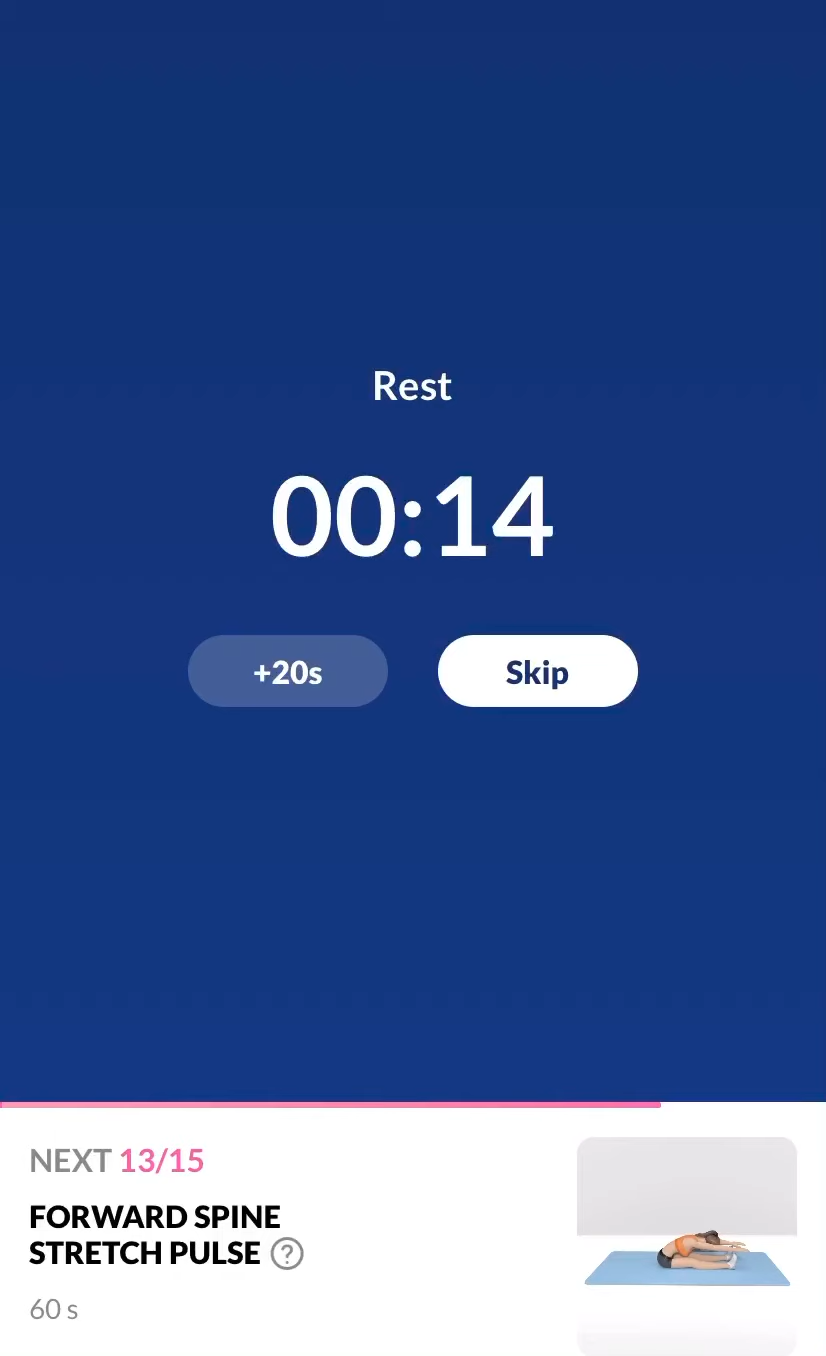 Rest
00:14
+20s Skip
NEXT 13/15
FORWARD SPINE
STRETCH PULSE ?
60 s